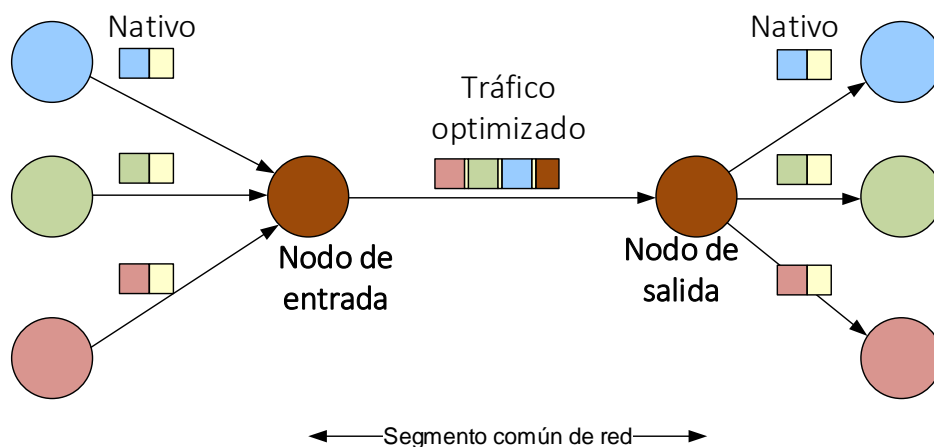 Nativo
Nativo
Tráfico
optimizado
Nodo de
entrada
Nodo de
salida
Segmento común de red